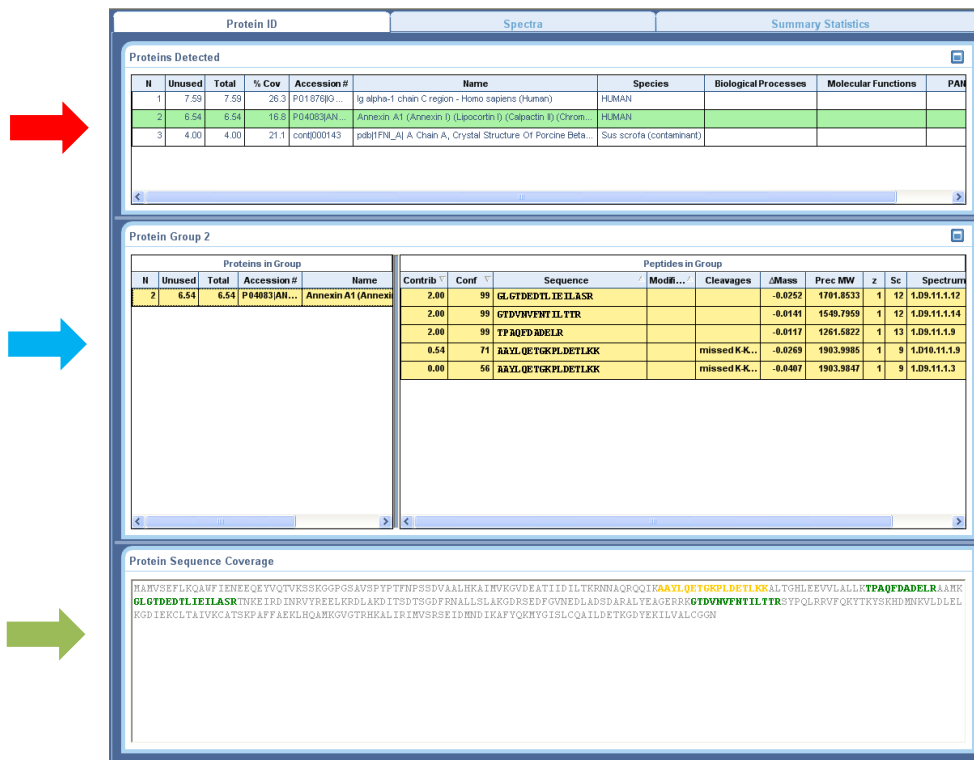 Protein ID Spectra Summary Statistics
Proteins Detected
N Unused Total % Cov Accession # Name Species Biological Processes Molecular Functions PAN
1 7.59 7.59 26.3 P01876|IG... Ig alpha-1 chain C region - Homo sapiens (Human) HUMAN
2 6.54 6.54 16.8 P04083|AN... Annexin A1 (Annexin I) (Lipocortin I) (Calpactin II) (Chrom... HUMAN
3 4.00 4.00 21.1 cont|000143 pdb|1FNI_A| A Chain A, Crystal Structure Of Porcine Beta... Sus scrofa (contaminant)
Protein Group 2
Proteins in Group Peptides in Group
N Unused Total Accession # Name Contrib Conf Sequence Modifi... Cleavages ΔMass Prec MW z Sc Spectrum
2 6.54 6.54 P04083|AN... Annexin A1 (Annexi 2.00 99 GLGTDEDTLIEILASR -0.0252 1701.8533 1 12 1.D9.11.1.12
2.00 99 GTDVNVFNTILTTR -0.0141 1549.7959 1 12 1.D9.11.1.14
2.00 99 TPAQFDADELR -0.0117 1261.5822 1 13 1.D9.11.1.9
0.54 71 AAYLQETGKPLDETLKK missed K-K... -0.0269 1903.9985 1 9 1.D10.11.1.9
0.00 56 AAYLQETGKPLDETLKK missed K-K... -0.0407 1903.9847 1 9 1.D9.11.1.3
Protein Sequence Coverage
MAMVSEFLKQAWFIENEEQEYVQTVKSSKGGPGSAVSPYPTFNPSSDVAALHKAIMVKGVDEATIIDILTKRNNAQRQQIKAAYLQETGKPLDETLKKALTGHLEEVVLALLKTPAQFDADELRAAMK
GLGTDEDTLIEILASRTNKEIRDINRVYREELKRDLAKDITSDTSGDFRNALLSLAKGDRSEDFGVNEDLADSDARALYEAGERRKGTDVNVFNTILTTRSYPQLRRVFQKYTKYSKHDMNKVLDLEL
KGDIEKCLTAIVKCATSKPAFFAEKLHQAMKGVGTRHKALIRIMVSRSEIDMNDIKAFYQKMYGISLCQAILDETKGDYEKILVALCGGN